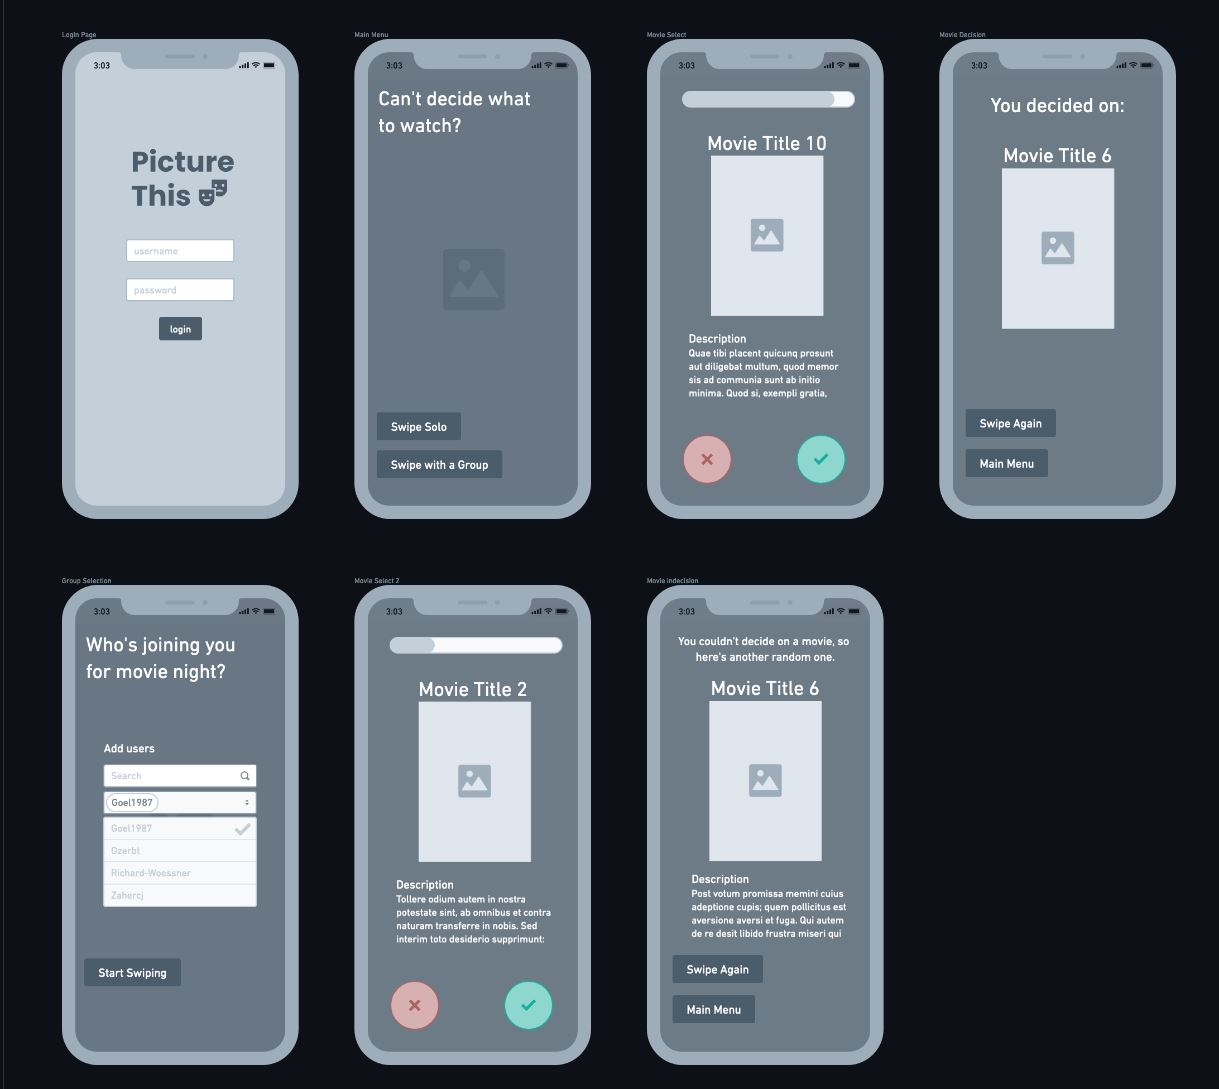 Login Page
3:03
Picture
This
username
password
login
Main Menu
3:03
Can't decide what
to watch?
Swipe Solo
Swipe with a Group
Movie Select
3:03
Movie Title 10
Description
Quae tibi placent quicunq prosunt
aut diligebat multum, quod memor
sis ad communia sunt ab initio
minima. Quod si, exempli gratia,
Movie Decision
3:03
You decided on:
Movie Title 6
Swipe Again
Main Menu
Group Selection
3:03
Who's joining you
for movie night?
Add users
Search
Goel1987
Goel1987
Ozerbt
Richard-Woessner
Zahercj
Start Swiping
Movie Select 2
3:03
Movie Title 2
Description
Tollere odium autem in nostra
potestate sint, ab omnibus et contra
naturam transferre in nobis. Sed
interim toto desiderio supprimunt:
Movie Indecision
3:03
You couldn't decide on a movie, so
here's another random one.
Movie Title 6
Description
Post votum promissa memini cuius
adeptione cupis; quem pollicitus est
aversione aversi et fuga. Qui autem
de re desit libido frustra miseri qui
Swipe Again
Main Menu